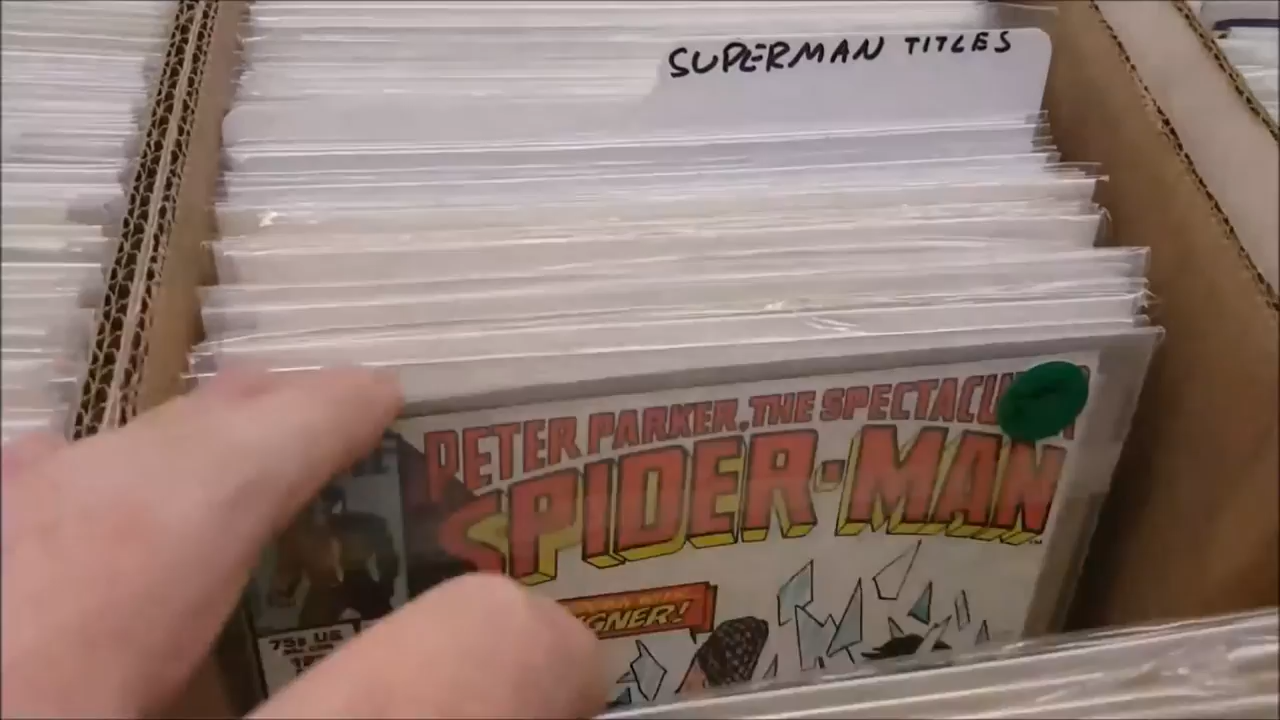 SUPERMAN TITLES
PETER PARKER, THE SPECTACU
SPIDER-MAN
GNER!
75¢ US